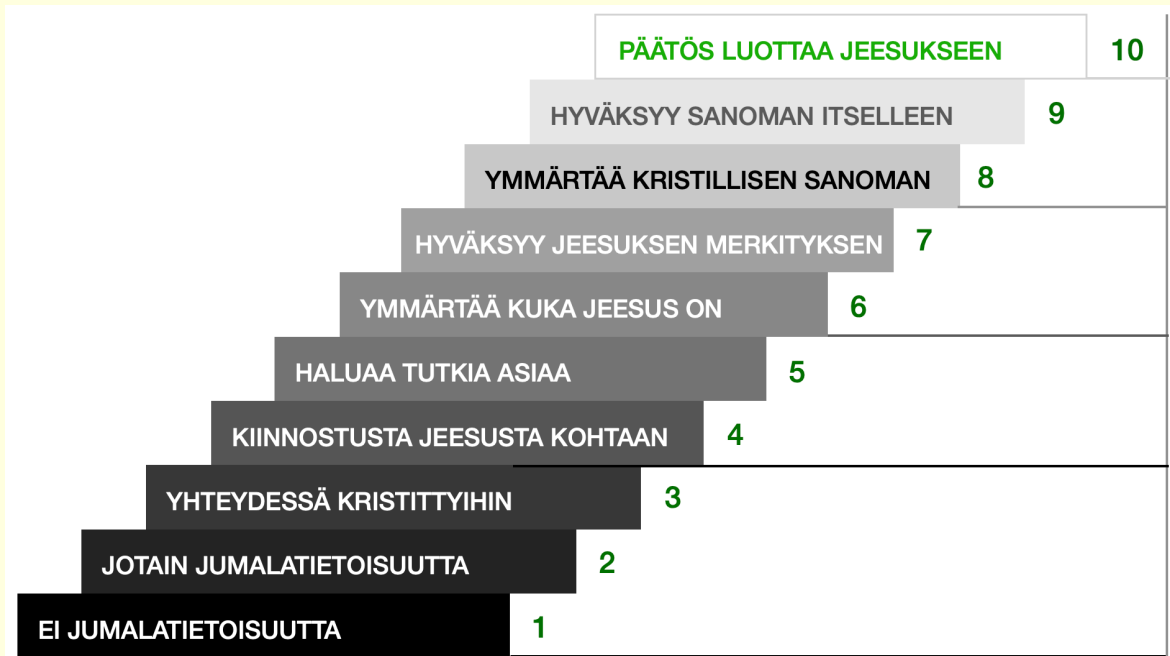 PÄÄTÖS LUOTTAA JEESUKSEEN 10
HYVÄKSYY SANOMAN ITSELLEEN 9
YMMÄRTÄÄ KRISTILLISEN SANOMAN 8
HYVÄKSYY JEESUKSEN MERKITYKSEN 7
YMMÄRTÄÄ KUKA JEESUS ON 6
HALUAA TUTKIA ASIAA 5
KIINNOSTUSTA JEESUSTA KOHTAAN 4
YHTEYDESSÄ KRISTITTYIHIN 3
JOTAIN JUMALATIETOISUUTTA 2
EI JUMALATIETOISUUTTA 1